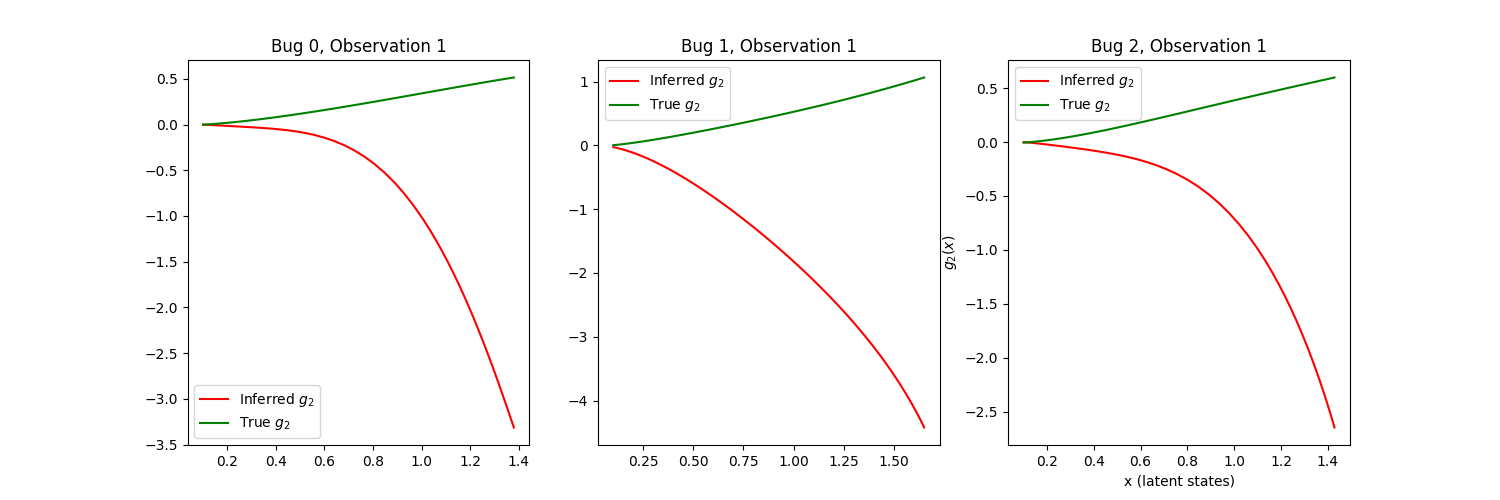 Bug 0, Observation 1
0.5
0.0
−0.5
−1.0
−1.5
−2.0
−2.5
−3.0
−3.5
0.2 0.4 0.6 0.8 1.0 1.2 1.4
Inferred g₂
True g₂
Bug 1, Observation 1
1
0
−1
−2
−3
−4
0.25 0.50 0.75 1.00 1.25 1.50
Inferred g₂
True g₂
Bug 2, Observation 1
g₂(x)
0.5
0.0
−0.5
−1.0
−1.5
−2.0
−2.5
0.2 0.4 0.6 0.8 1.0 1.2 1.4
x (latent states)
Inferred g₂
True g₂